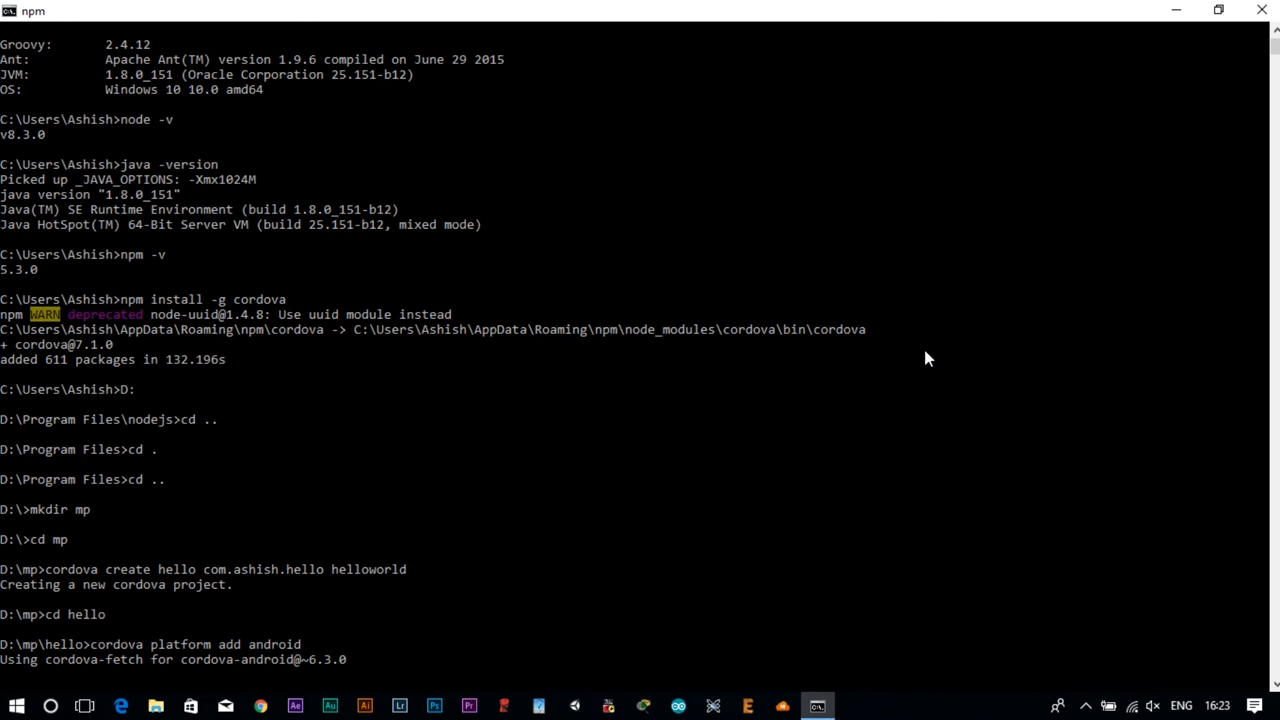 npm
Groovy: 2.4.12
Ant: Apache Ant(TM) version 1.9.6 compiled on June 29 2015
JVM: 1.8.0_151 (Oracle Corporation 25.151-b12)
OS: Windows 10 10.0 amd64
C:\Users\Ashish>node -v
v8.3.0
C:\Users\Ashish>java -version
Picked up _JAVA_OPTIONS: -Xmx1024M
java version "1.8.0_151"
Java(TM) SE Runtime Environment (build 1.8.0_151-b12)
Java HotSpot(TM) 64-Bit Server VM (build 25.151-b12, mixed mode)
C:\Users\Ashish>npm -v
5.3.0
C:\Users\Ashish>npm install -g cordova
npm WARN deprecated node-uuid@1.4.8: Use uuid module instead
C:\Users\Ashish\AppData\Roaming\npm\cordova -> C:\Users\Ashish\AppData\Roaming\npm\node_modules\cordova\bin\cordova
+ cordova@7.1.0
added 611 packages in 132.196s
C:\Users\Ashish>D:
D:\Program Files\nodejs>cd ..
D:\Program Files>cd .
D:\Program Files>cd ..
D:\>mkdir mp
D:\>cd mp
D:\mp>cordova create hello com.ashish.hello helloworld
Creating a new cordova project.
D:\mp>cd hello
D:\mp\hello>cordova platform add android
Using cordova-fetch for cordova-android@~6.3.0
Ae Au Ai Lr Ps Pr E ENG 16:23